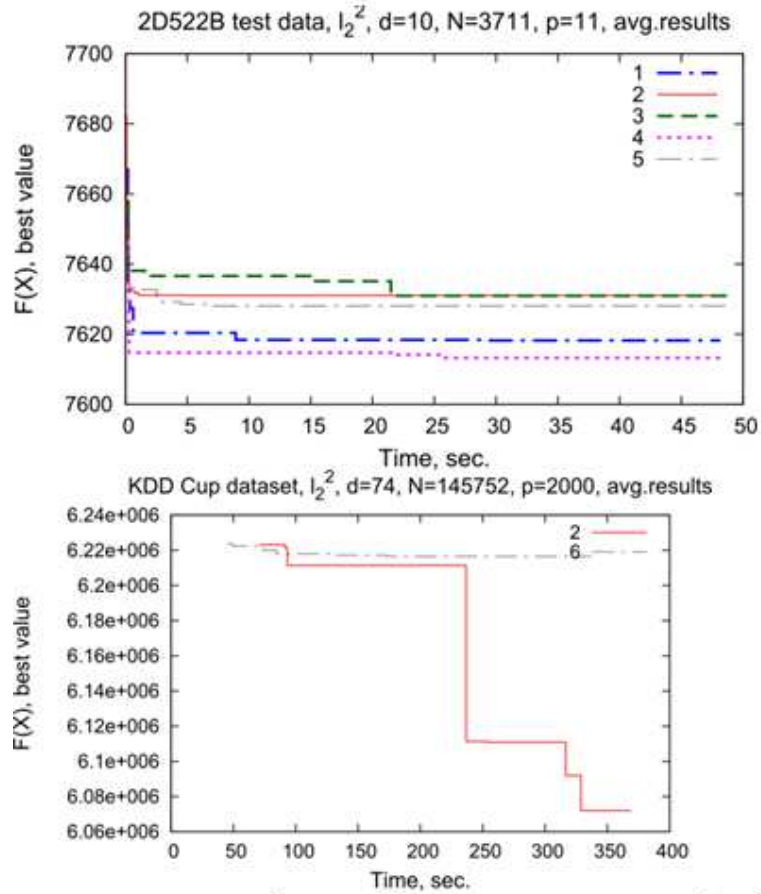 2D522B test data, l₂², d=10, N=3711, p=11, avg.results
7700
7680
7660
7640
7620
7600
F(X), best value
1
2
3
4
5
0 5 10 15 20 25 30 35 40 45 50
Time, sec.
KDD Cup dataset, l₂², d=74, N=145752, p=2000, avg.results
6.24e+006
6.22e+006
6.2e+006
6.18e+006
6.16e+006
6.14e+006
6.12e+006
6.1e+006
6.08e+006
6.06e+006
F(X), best value
2
6
0 50 100 150 200 250 300 350 400
Time, sec.